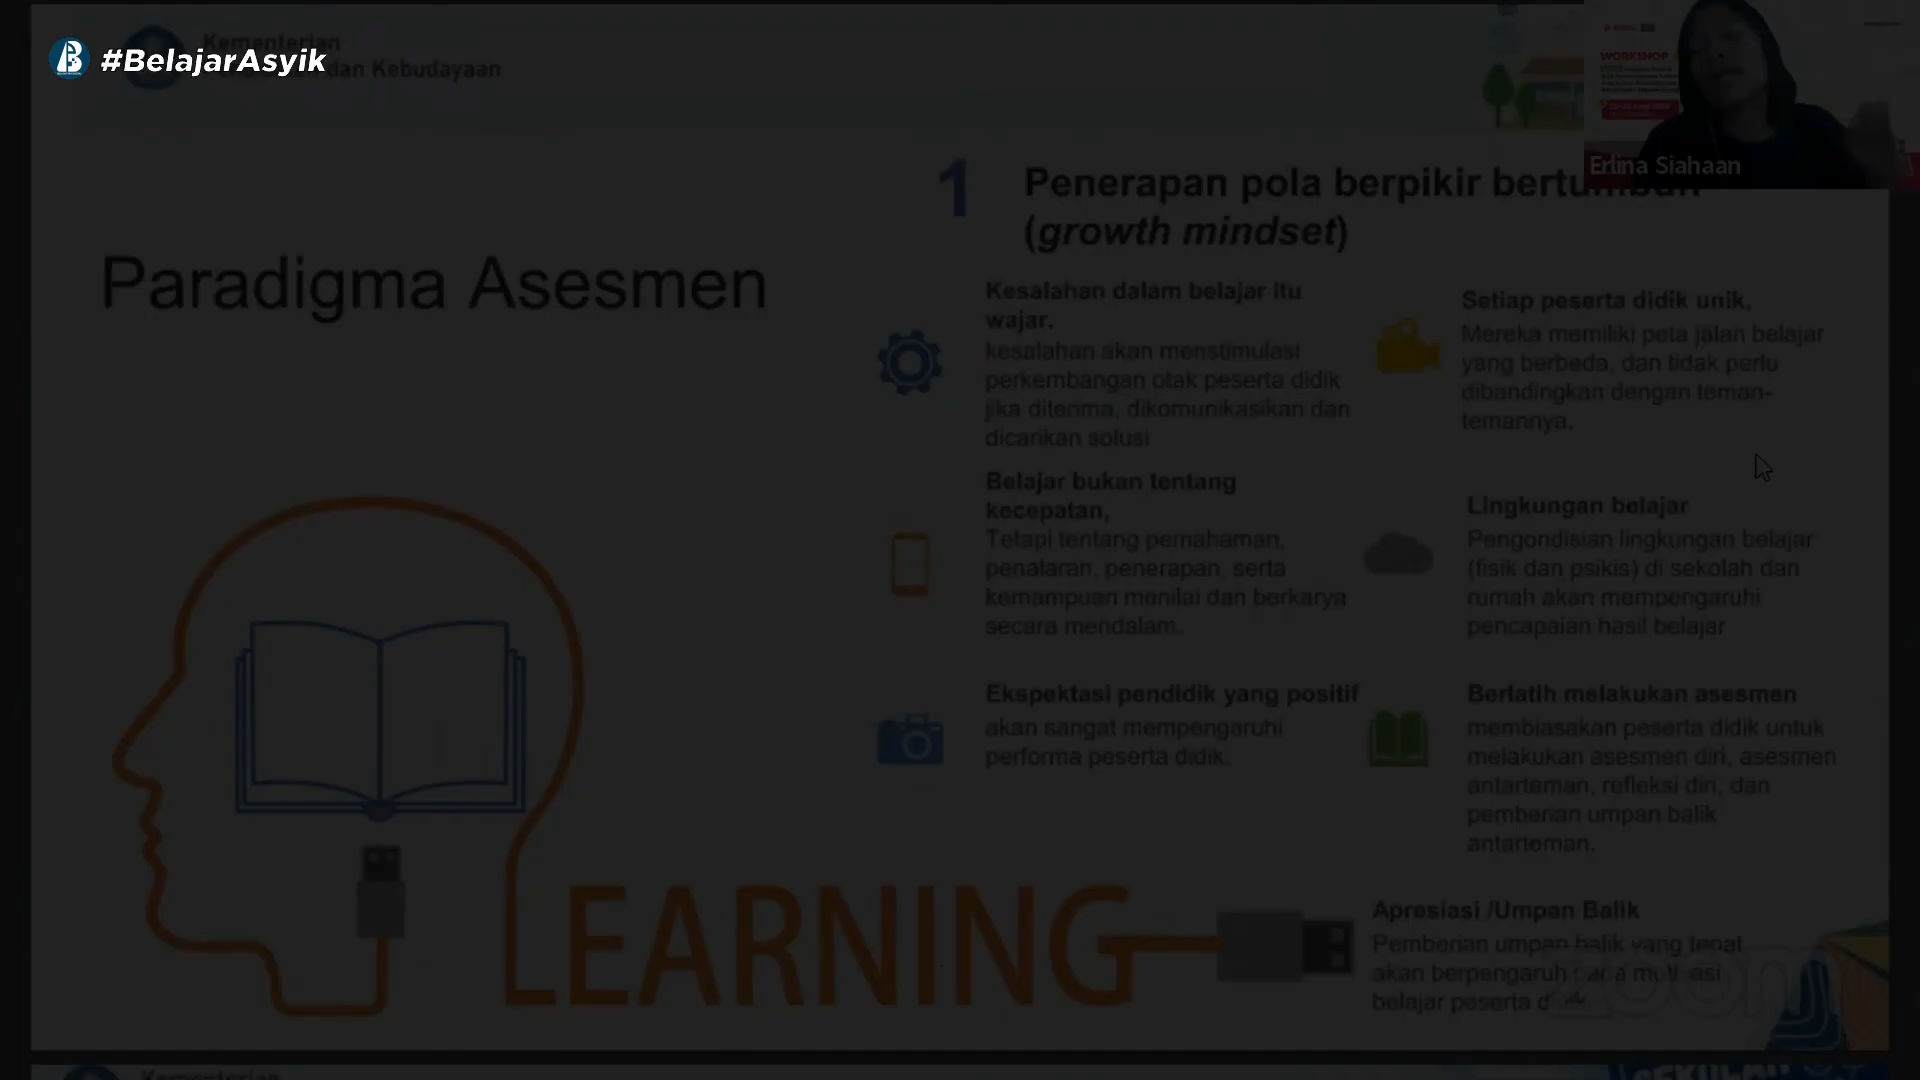 #BelajarAsyik
Kementerian
dan Kebudayaan
WORKSHOP
Erlina Siahaan
1 Penerapan pola berpikir bertumbuh
(growth mindset)
Paradigma Asesmen
Kesalahan dalam belajar itu
wajar.
kesalahan akan menstimulasi
perkembangan otak peserta didik
jika diterima, dikomunikasikan dan
dicarikan solusi
Setiap peserta didik unik,
Mereka memiliki peta jalan belajar
yang berbeda, dan tidak perlu
dibandingkan dengan teman-
temannya.
Belajar bukan tentang
kecepatan,
Tetapi tentang pemahaman,
penalaran, penerapan, serta
kemampuan menilai dan berkarya
secara mendalam.
Lingkungan belajar
Pengondisian lingkungan belajar
(fisik dan psikis) di sekolah dan
rumah akan mempengaruhi
pencapaian hasil belajar
Ekspektasi pendidik yang positif
akan sangat mempengaruhi
performa peserta didik.
Berlatih melakukan asesmen
membiasakan peserta didik untuk
melakukan asesmen diri, asesmen
antarteman, refleksi diri, dan
pemberian umpan balik
antarteman.
LEARNING
Apresiasi /Umpan Balik
Pemberian umpan balik yang tepat
akan berpengaruh pada motivasi
belajar peserta didik
zoom
Kementerian
SEKOLAH